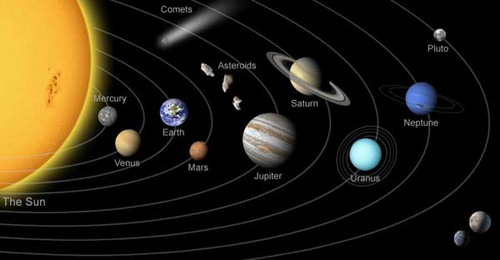 Comets
Pluto
Asteroids
Saturn
Mercury
Neptune
Earth
Venus
Mars
Jupiter
Uranus
The Sun